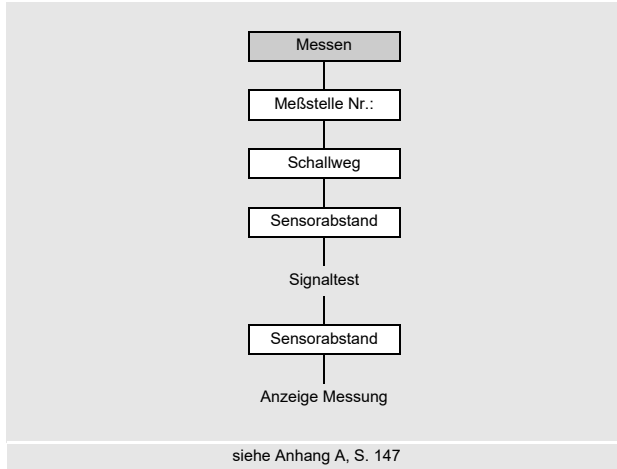 Messen
Meßstelle Nr.:
Schallweg
Sensorabstand
Signaltest
Sensorabstand
Anzeige Messung
siehe Anhang A, S. 147